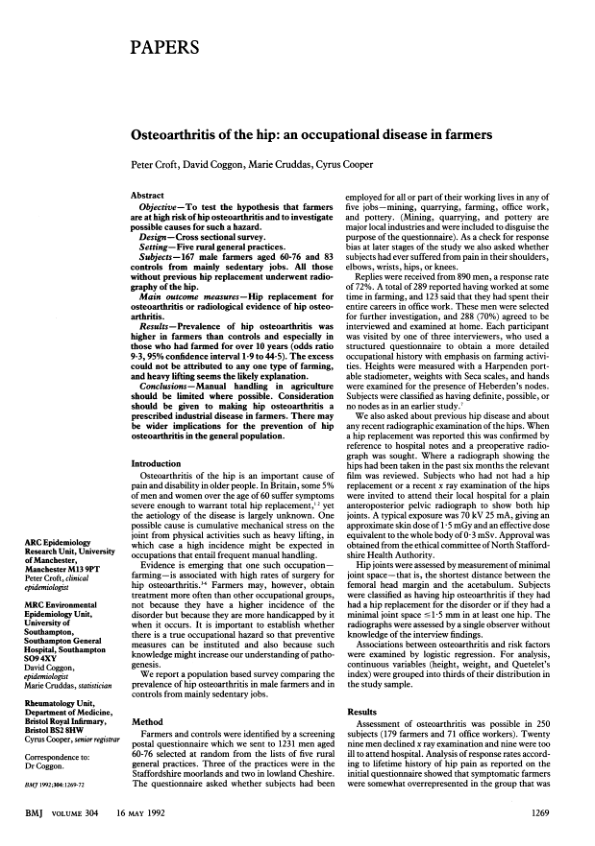 PAPERS
Osteoarthritis of the hip: an occupational disease in farmers
Peter Croft, David Coggon, Marie Cruddas, Cyrus Cooper
Abstract
Objective—To test the hypothesis that farmers
are at high risk of hip osteoarthritis and to investigate
possible causes for such a hazard.
Design—Cross sectional survey.
Setting—Five rural general practices.
Subjects—167 male farmers aged 60-76 and 83
controls from mainly sedentary jobs. All those
without previous hip replacement underwent radio-
graphy of the hip.
Main outcome measures—Hip replacement for
osteoarthritis or radiological evidence of hip osteo-
arthritis.
Results—Prevalence of hip osteoarthritis was
higher in farmers than controls and especially in
those who had farmed for over 10 years (odds ratio
9·3, 95% confidence interval 1·9 to 44·5). The excess
could not be attributed to any one type of farming,
and heavy lifting seems the likely explanation.
Conclusions—Manual handling in agriculture
should be limited where possible. Consideration
should be given to making hip osteoarthritis a
prescribed industrial disease in farmers. There may
be wider implications for the prevention of hip
osteoarthritis in the general population.
Introduction
Osteoarthritis of the hip is an important cause of
pain and disability in older people. In Britain, some 5%
of men and women over the age of 60 suffer symptoms
severe enough to warrant total hip replacement, yet
the aetiology of the disease is largely unknown. One
possible cause is cumulative mechanical stress on the
joint from physical activities such as heavy lifting, in
which case a high incidence might be expected in
occupations that entail frequent manual handling.
Evidence is emerging that one such occupation—
farming—is associated with high rates of surgery for
hip osteoarthritis. Farmers may, however, obtain
treatment more often than other occupational groups,
not because they have a higher incidence of the
disorder but because they are more handicapped by it
when it occurs. It is important to establish whether
there is a true occupational hazard so that preventive
measures can be instituted and also because such
knowledge might increase our understanding of patho-
genesis.
We report a population based survey comparing the
prevalence of hip osteoarthritis in male farmers and in
controls from mainly sedentary jobs.
Method
Farmers and controls were identified by a screening
postal questionnaire which we sent to 1231 men aged
60-76 selected at random from the lists of five rural
general practices. Three of the practices were in the
Staffordshire moorlands and two in lowland Cheshire.
The questionnaire asked whether subjects had been
employed for all or part of their working lives in any of
five jobs—mining, quarrying, farming, office work,
and pottery. (Mining, quarrying, and pottery are
major local industries and were included to disguise the
purpose of the questionnaire). As a check for response
bias at later stages of the study we also asked whether
subjects had ever suffered from pain in their shoulders,
elbows, wrists, hips, or knees.
Replies were received from 890 men, a response rate
of 72%. A total of 289 reported having worked at some
time in farming, and 123 said that they had spent their
entire careers in office work. These men were selected
for further investigation, and 288 (70%) agreed to be
interviewed and examined at home. Each participant
was visited by one of three interviewers, who used a
structured questionnaire to obtain a more detailed
occupational history with emphasis on farming activi-
ties. Heights were measured with a Harpenden port-
able stadiometer, weights with Seca scales, and hands
were examined for the presence of Heberden's nodes.
Subjects were classified as having definite, possible, or
no nodes as in an earlier study.
We also asked about previous hip disease and about
any recent radiographic examination of the hips. When
a hip replacement was reported this was confirmed by
reference to hospital notes and a preoperative radio-
graph was sought. Where a radiograph showing the
hips had been taken in the past six months the relevant
film was reviewed. Subjects who had not had a hip
replacement or a recent x ray examination of the hips
were invited to attend their local hospital for a plain
anteroposterior pelvic radiograph to show both hip
joints. A typical exposure was 70 kV 25 mA, giving an
approximate skin dose of 1·5 mGy and an effective dose
equivalent to the whole body of 0·3 mSv. Approval was
obtained from the ethical committee of North Stafford-
shire Health Authority.
Hip joints were assessed by measurement of minimal
joint space—that is, the shortest distance between the
femoral head margin and the acetabulum. Subjects
were classified as having hip osteoarthritis if they had
had a hip replacement for the disorder or if they had a
minimal joint space ≤1·5 mm in at least one hip. The
radiographs were assessed by a single observer without
knowledge of the interview findings.
Associations between osteoarthritis and risk factors
were examined by logistic regression. For analysis,
continuous variables (height, weight, and Quetelet's
index) were grouped into thirds of their distribution in
the study sample.
Results
Assessment of osteoarthritis was possible in 250
subjects (179 farmers and 71 office workers). Twenty
nine men declined x ray examination and nine were too
ill to attend hospital. Analysis of response rates accord-
ing to lifetime history of hip pain as reported on the
initial questionnaire showed that symptomatic farmers
were somewhat overrepresented in the group that was
ARC Epidemiology
Research Unit, University
of Manchester,
Manchester M13 9PT
Peter Croft, clinical
epidemiologist
MRC Environmental
Epidemiology Unit,
University of
Southampton,
Southampton General
Hospital, Southampton
SO9 4XY
David Coggon,
epidemiologist
Marie Cruddas, statistician
Rheumatology Unit,
Department of Medicine,
Bristol Royal Infirmary,
Bristol BS2 8HW
Cyrus Cooper, senior registrar
Correspondence to:
Dr Coggon.
BMJ 1992;304:1269-72
BMJ VOLUME 304 16 MAY 1992 1269